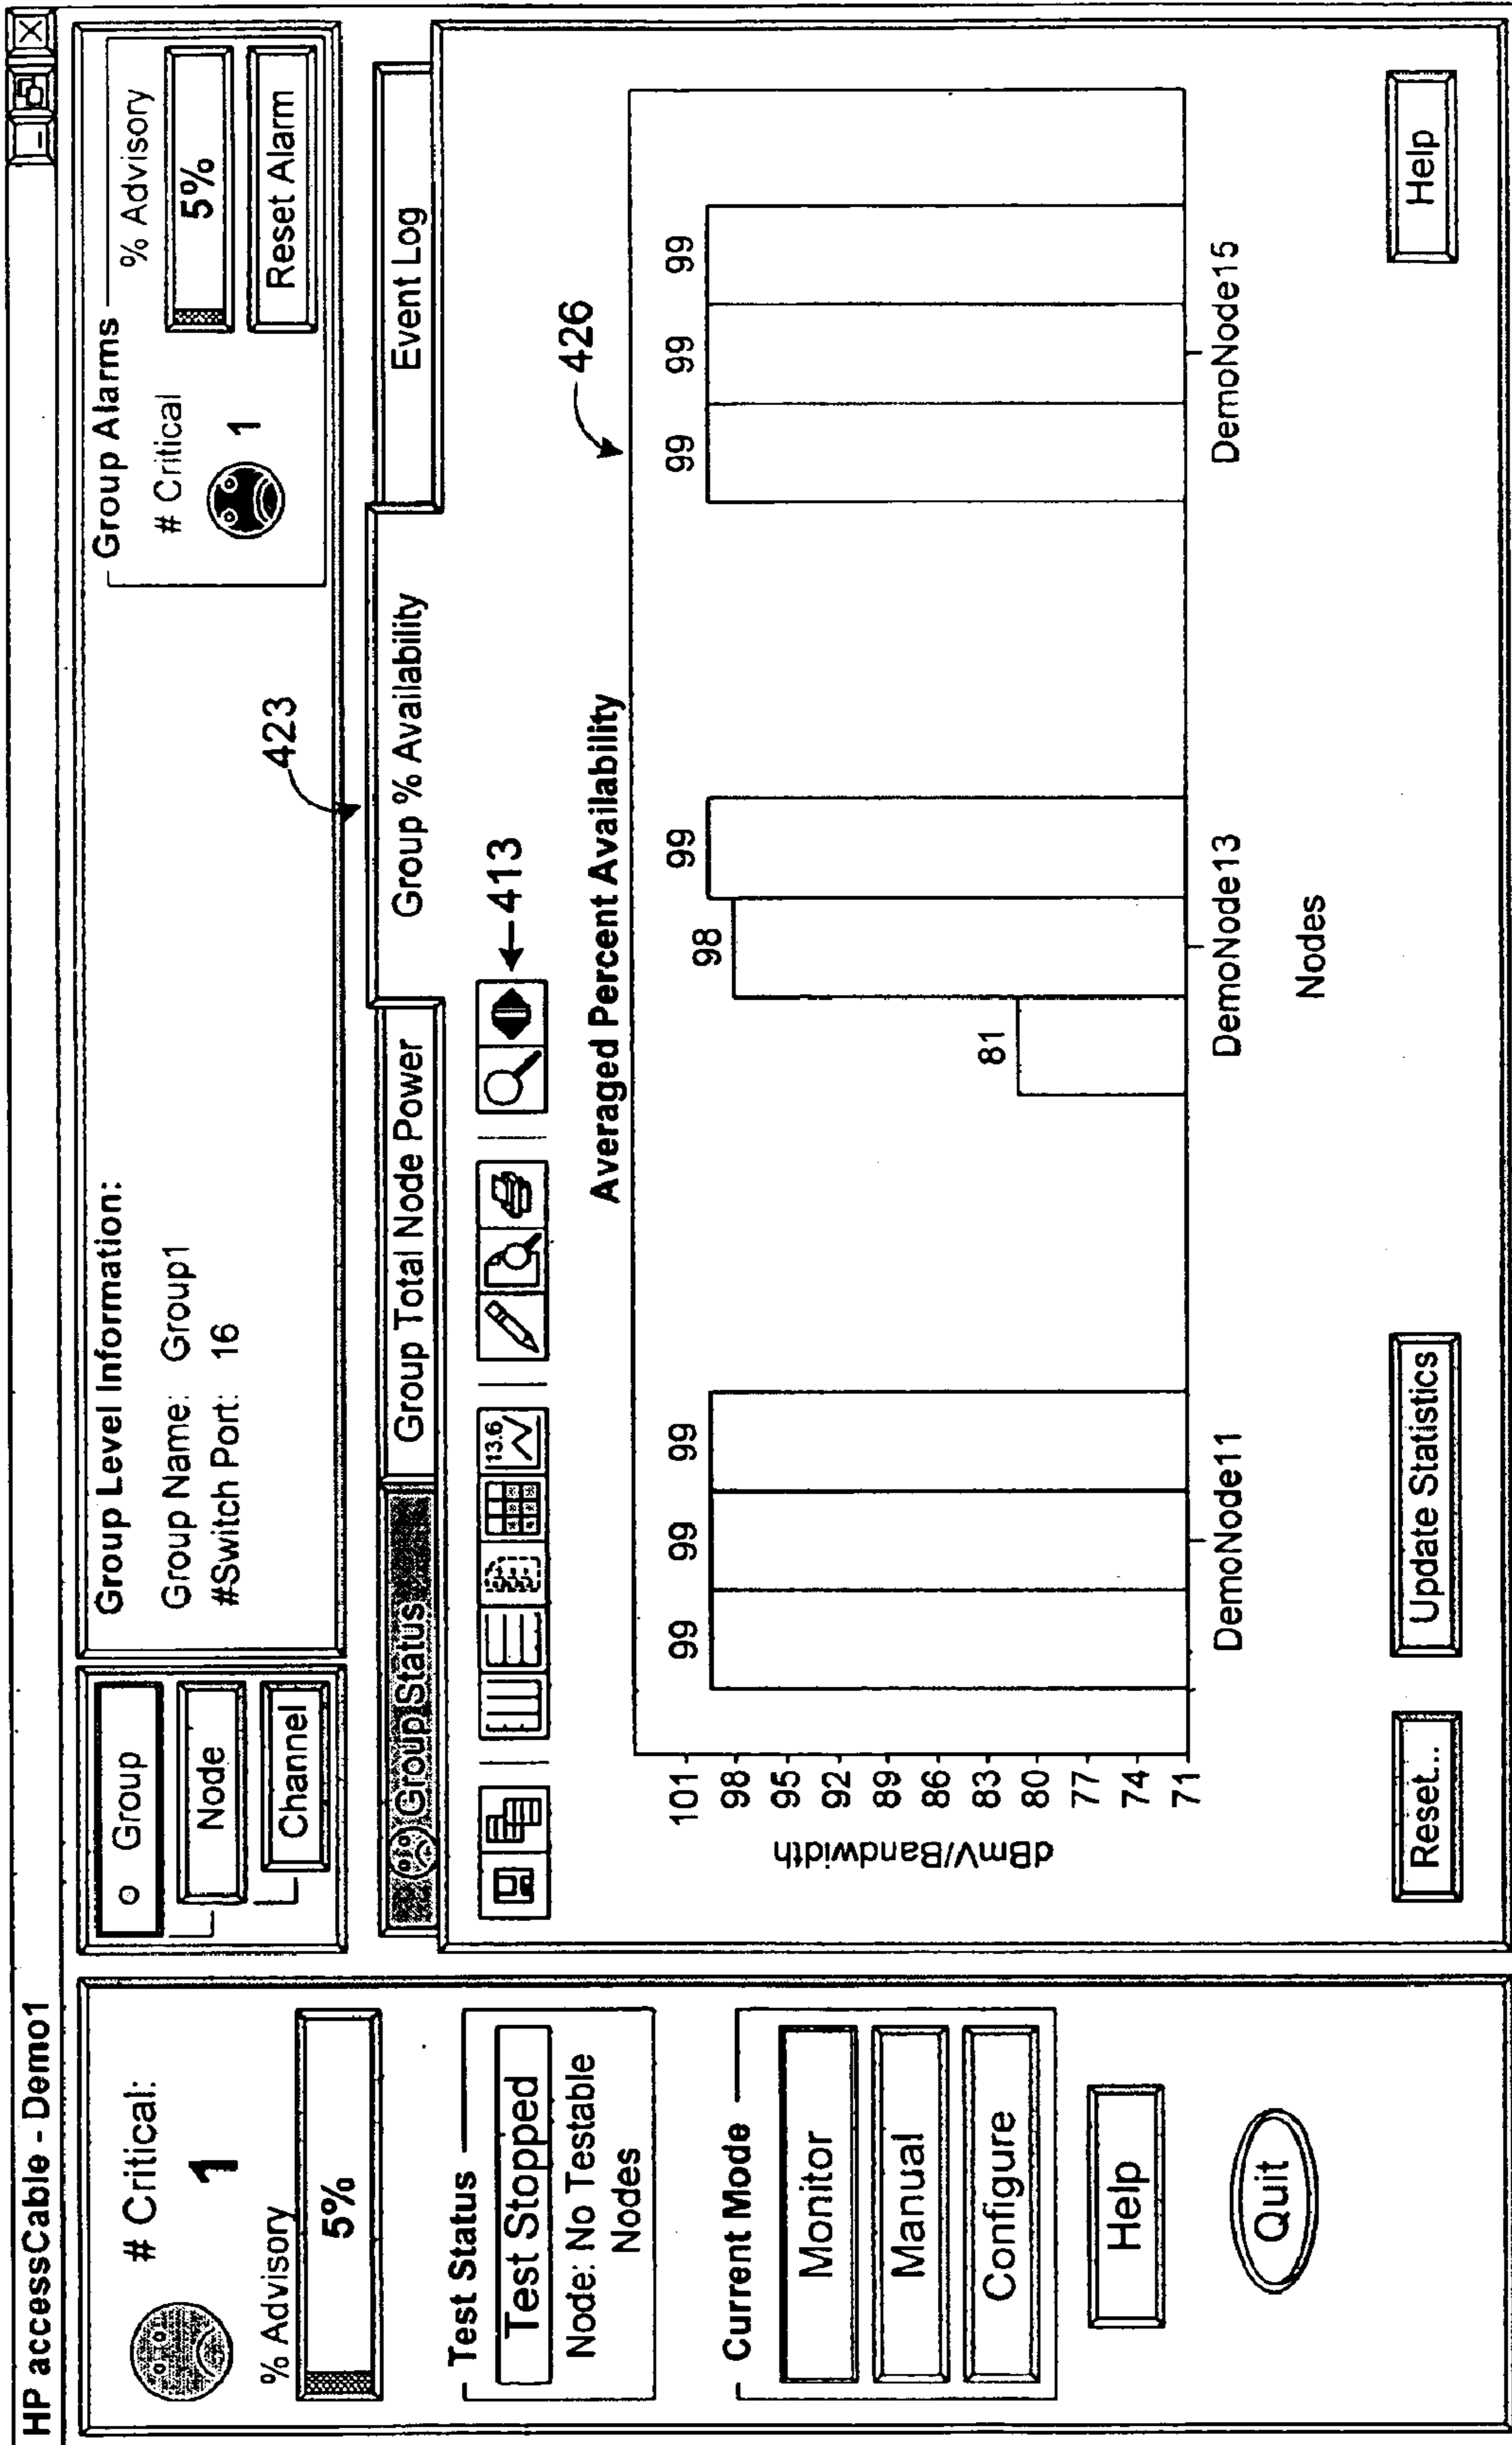 HP accessCable - Demo1
# Critical:
1
% Advisory
5%
Test Status
Test Stopped
Node: No Testable
Nodes
Current Mode
Monitor
Manual
Configure
Help
Quit
Group
Node
Channel
Group Level Information:
Group Name: Group1
#Switch Port: 16
Group Alarms
# Critical
1
% Advisory
5%
Reset Alarm
423
Group Status
Group Total Node Power
Group % Availability
Event Log
13.6
413
426
Averaged Percent Availability
dBmV/Bandwidth
101
98
95
92
89
86
83
80
77
74
71
99 99 99
81 98 99
99 99 99
DemoNode11 DemoNode13 DemoNode15
Nodes
Reset... Update Statistics Help